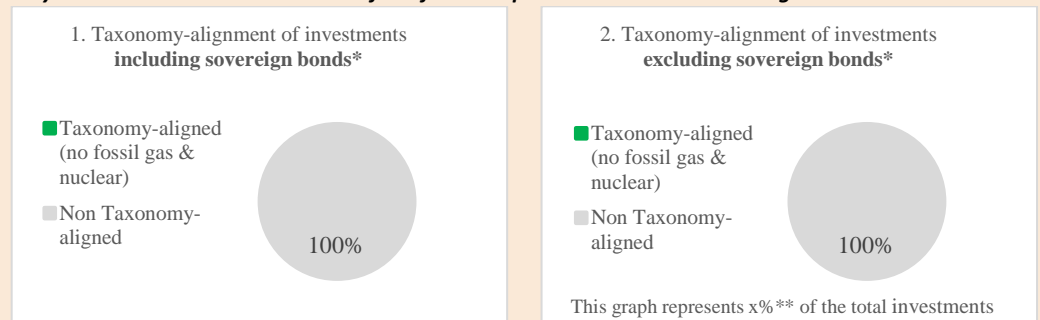 1. Taxonomy-alignment of investments
including sovereign bonds*
Taxonomy-aligned
(no fossil gas &
nuclear)
Non Taxonomy-
aligned
100%
2. Taxonomy-alignment of investments
excluding sovereign bonds*
Taxonomy-aligned
(no fossil gas &
nuclear)
Non Taxonomy-
aligned
100%
This graph represents x%** of the total investments